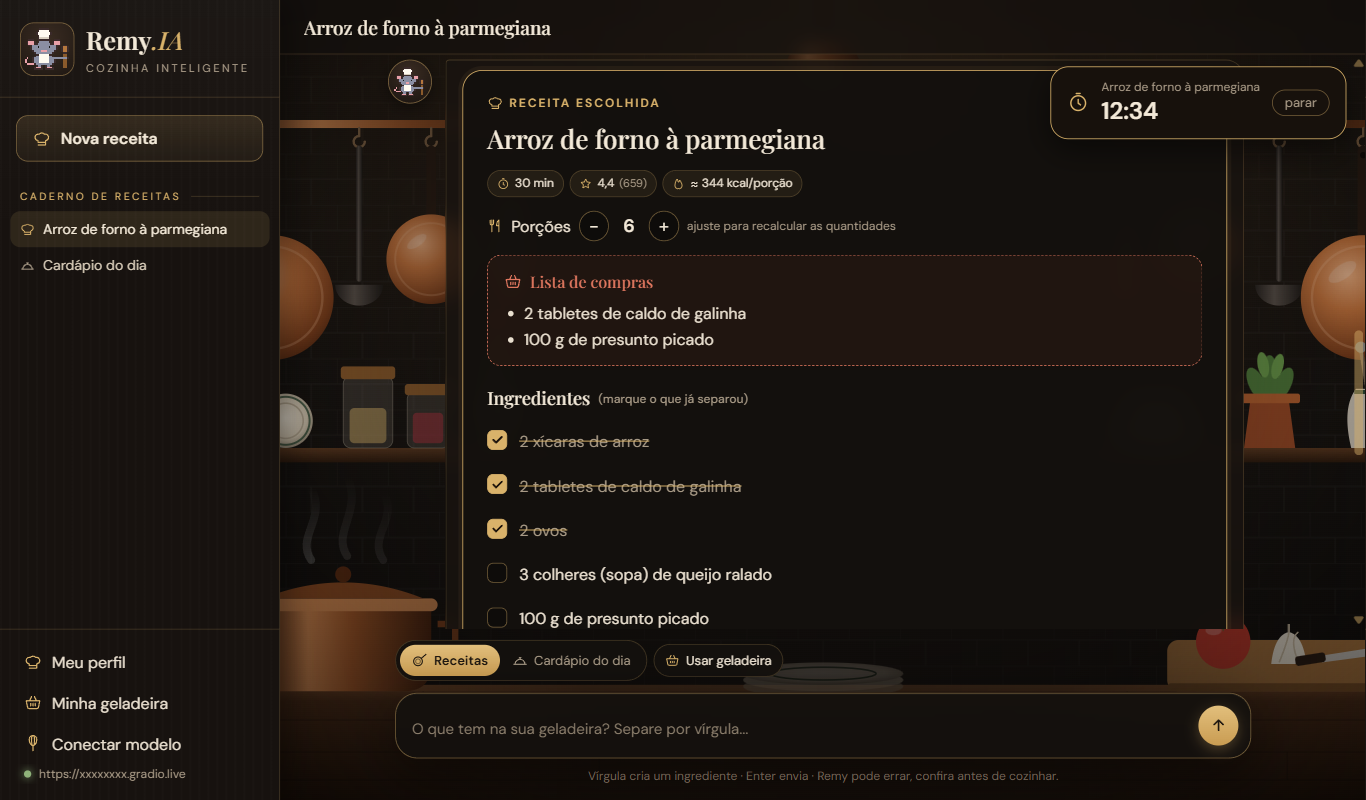 Remy.IA
COZINHA INTELIGENTE
Nova receita
CADERNO DE RECEITAS
Arroz de forno à parmegiana
Cardápio do dia
Meu perfil
Minha geladeira
Conectar modelo
https://xxxxxxxx.gradio.live
Arroz de forno à parmegiana
Arroz de forno à parmegiana
12:34
parar
RECEITA ESCOLHIDA
Arroz de forno à parmegiana
30 min
4,4 (659)
≈ 344 kcal/porção
Porções − 6 + ajuste para recalcular as quantidades
Lista de compras
• 2 tabletes de caldo de galinha
• 100 g de presunto picado
Ingredientes (marque o que já separou)
2 xícaras de arroz
2 tabletes de caldo de galinha
2 ovos
3 colheres (sopa) de queijo ralado
100 g de presunto picado
Receitas
Cardápio do dia
Usar geladeira
O que tem na sua geladeira? Separe por vírgula...
Vírgula cria um ingrediente · Enter envia · Remy pode errar, confira antes de cozinhar.